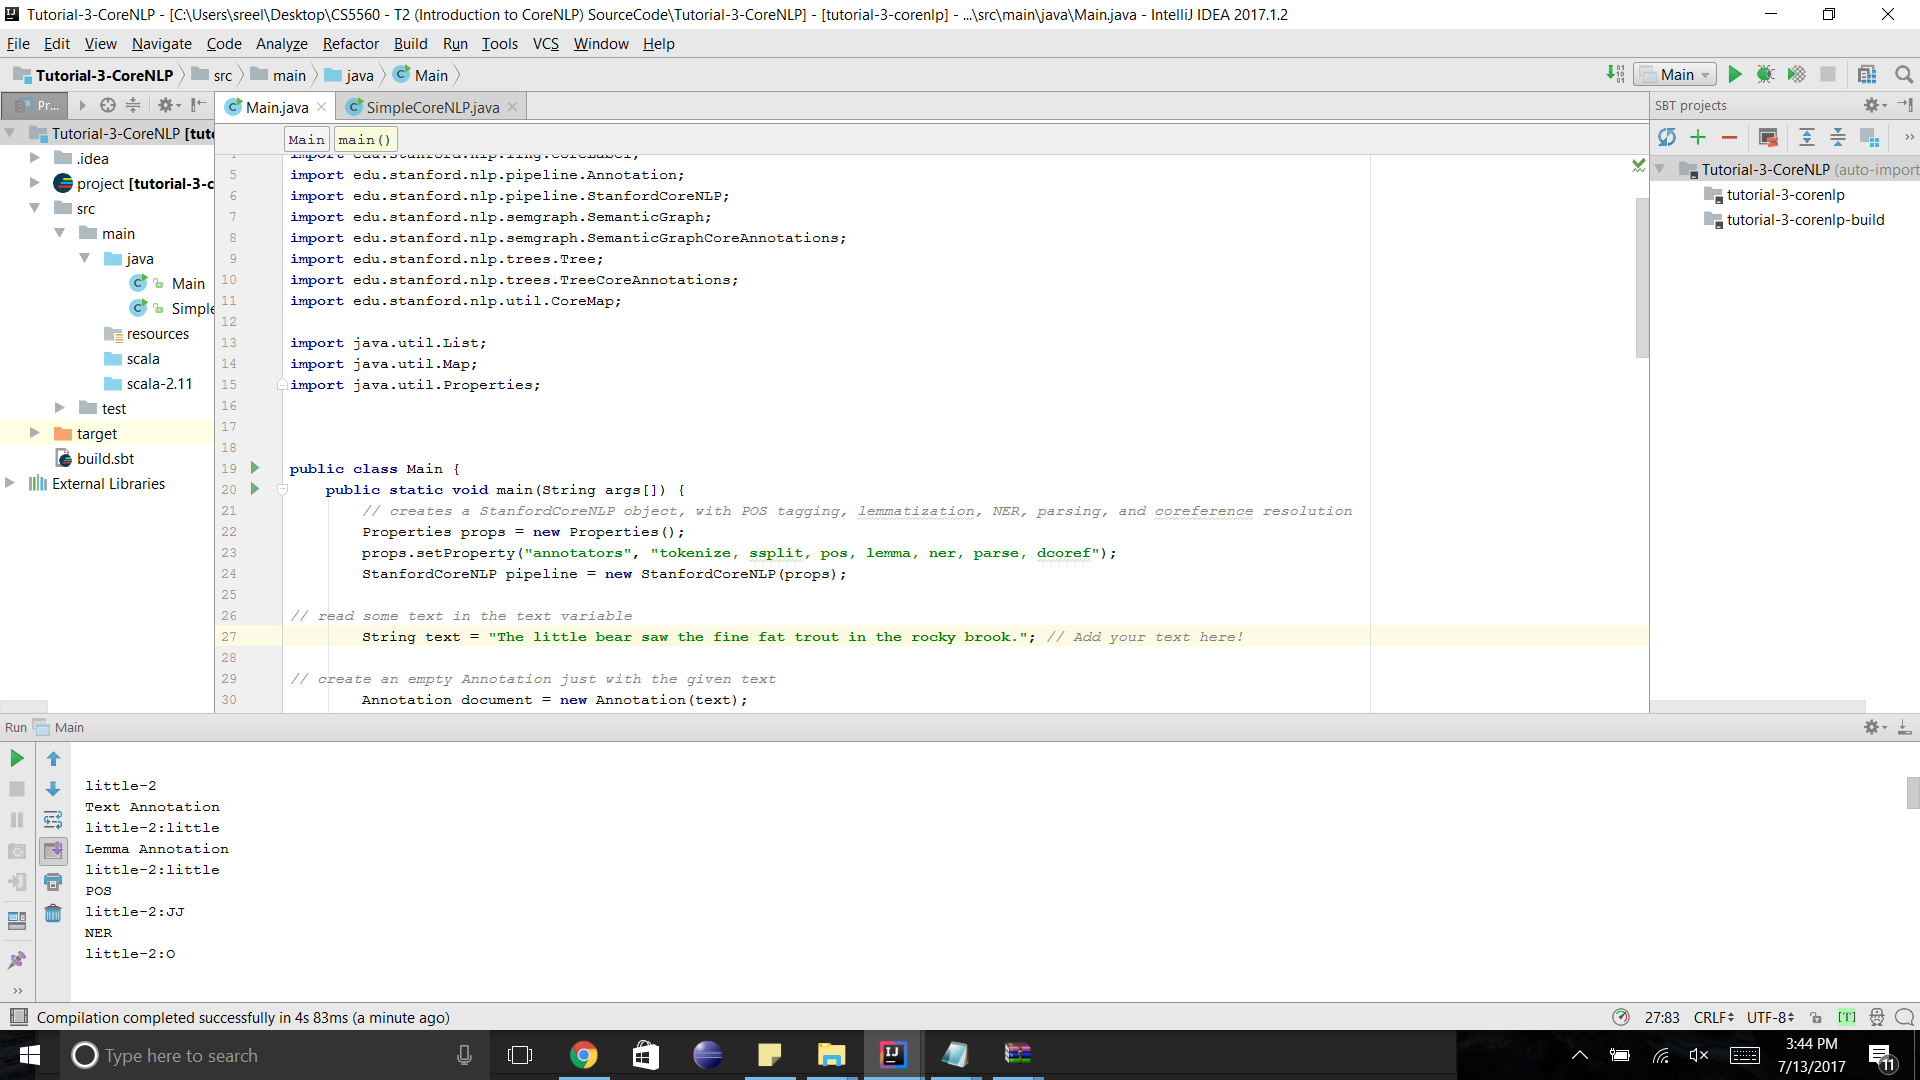 Tutorial-3-CoreNLP - [C:\Users\sreel\Desktop\CS5560 - T2 (Introduction to CoreNLP) SourceCode\Tutorial-3-CoreNLP] - [tutorial-3-corenlp] - ...\src\main\java\Main.java - IntelliJ IDEA 2017.1.2
File Edit View Navigate Code Analyze Refactor Build Run Tools VCS Window Help
Tutorial-3-CoreNLP src main java Main
Main
Pr...
Main.java SimpleCoreNLP.java
SBT projects
Tutorial-3-CoreNLP [tut
.idea
project [tutorial-3-c
src
main
java
Main
Simple
resources
scala
scala-2.11
test
target
build.sbt
External Libraries
Main main()
import edu.stanford.nlp.ling.CoreLabel;
5 import edu.stanford.nlp.pipeline.Annotation;
6 import edu.stanford.nlp.pipeline.StanfordCoreNLP;
7 import edu.stanford.nlp.semgraph.SemanticGraph;
8 import edu.stanford.nlp.semgraph.SemanticGraphCoreAnnotations;
9 import edu.stanford.nlp.trees.Tree;
10 import edu.stanford.nlp.trees.TreeCoreAnnotations;
11 import edu.stanford.nlp.util.CoreMap;
12
13 import java.util.List;
14 import java.util.Map;
15 import java.util.Properties;
16
17
18
19 public class Main {
20 public static void main(String args[]) {
21 // creates a StanfordCoreNLP object, with POS tagging, lemmatization, NER, parsing, and coreference resolution
22 Properties props = new Properties();
23 props.setProperty("annotators", "tokenize, ssplit, pos, lemma, ner, parse, dcoref");
24 StanfordCoreNLP pipeline = new StanfordCoreNLP(props);
25
26 // read some text in the text variable
27 String text = "The little bear saw the fine fat trout in the rocky brook."; // Add your text here!
28
29 // create an empty Annotation just with the given text
30 Annotation document = new Annotation(text);
Tutorial-3-CoreNLP (auto-import
tutorial-3-corenlp
tutorial-3-corenlp-build
Run Main
little-2
Text Annotation
little-2:little
Lemma Annotation
little-2:little
POS
little-2:JJ
NER
little-2:O
Compilation completed successfully in 4s 83ms (a minute ago)
27:83 CRLF UTF-8 [T]
Type here to search
3:44 PM
7/13/2017
11